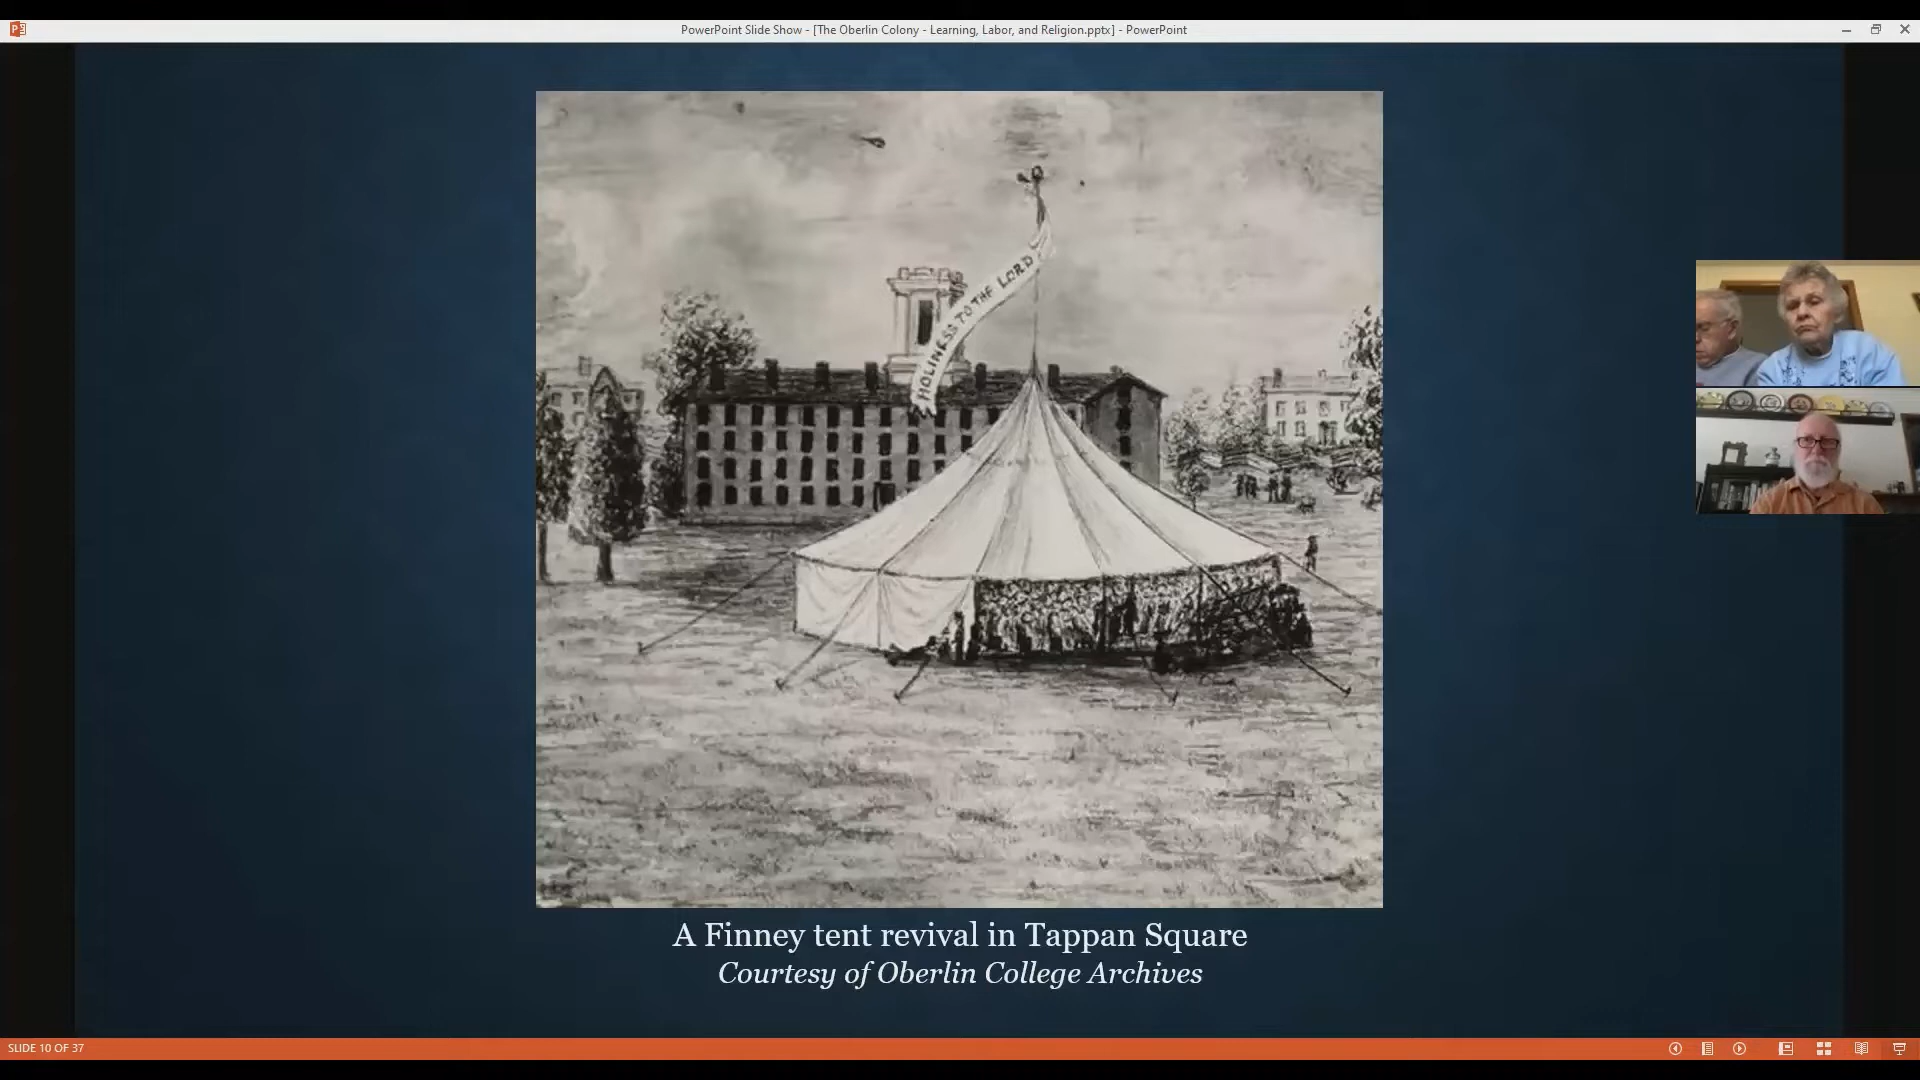 PowerPoint Slide Show - [The Oberlin Colony - Learning, Labor, and Religion.pptx] - PowerPoint
HOLINESS TO THE LORD
A Finney tent revival in Tappan Square
Courtesy of Oberlin College Archives
SLIDE 10 OF 37